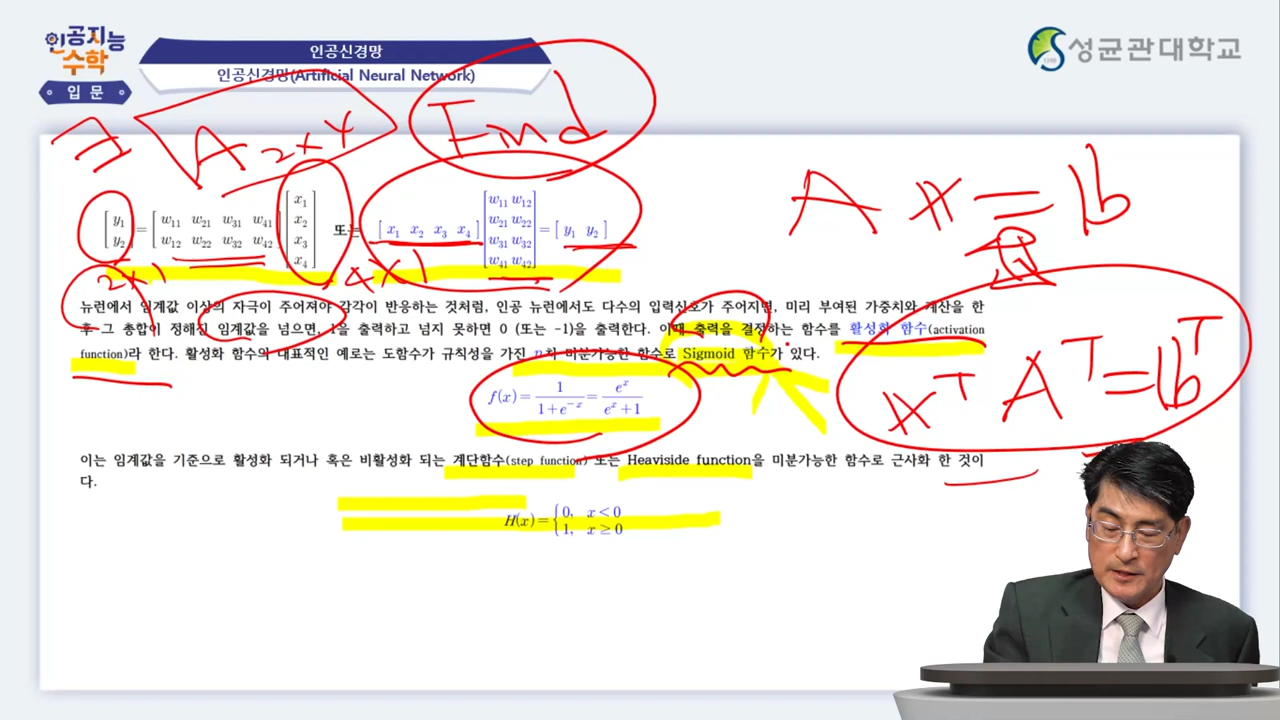 인공지능
수학
입문
인공신경망
인공신경망(Artificial Neural Network)
성균관대학교
∃ A 2×4
End
A x = b
[ y₁ y₂ ] = [ w₁₁ w₂₁ w₃₁ w₄₁ w₁₂ w₂₂ w₃₂ w₄₂ ] [ x₁ x₂ x₃ x₄ ] 또는 [ x₁ x₂ x₃ x₄ ] [ w₁₁ w₁₂ w₂₁ w₂₂ w₃₁ w₃₂ w₄₁ w₄₂ ] = [ y₁ y₂ ]
2×1 4×1
뉴런에서 임계값 이상의 자극이 주어져야 감각이 반응하는 것처럼, 인공 뉴런에서도 다수의 입력신호가 주어지면, 미리 부여된 가중치와 계산을 한
후 그 총합이 정해진 임계값을 넘으면, 1을 출력하고 넘지 못하면 0 (또는 -1)을 출력한다. 이때 출력을 결정하는 함수를 활성화 함수(activation
function)라 한다. 활성화 함수의 대표적인 예로는 도함수가 규칙성을 가진 n차 미분가능한 함수로 Sigmoid 함수가 있다.
xᵀ Aᵀ = bᵀ
f(x) = 1/(1+e⁻ˣ) = eˣ/(eˣ+1)
이는 임계값을 기준으로 활성화 되거나 혹은 비활성화 되는 계단함수(step function) 또는 Heaviside function을 미분가능한 함수로 근사화 한 것이
다.
H(x) = { 0, x < 0
1, x ≥ 0